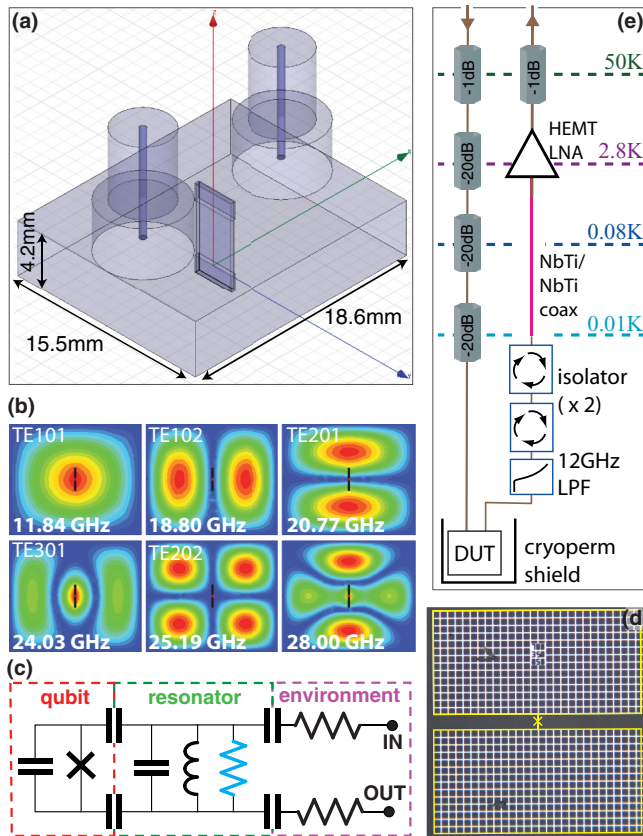 (a)
z
x
y
4.2mm
15.5mm
18.6mm
(b)
TE101
11.84 GHz
TE102
18.80 GHz
TE201
20.77 GHz
TE301
24.03 GHz
TE202
25.19 GHz
28.00 GHz
(c)
qubit
resonator
environment
IN
OUT
(e)
-1dB
-1dB
50K
HEMT
LNA
-20dB
2.8K
-20dB
0.08K
NbTi/
NbTi
coax
-20dB
0.01K
isolator
( x 2)
12GHz
LPF
DUT
cryoperm
shield
(d)